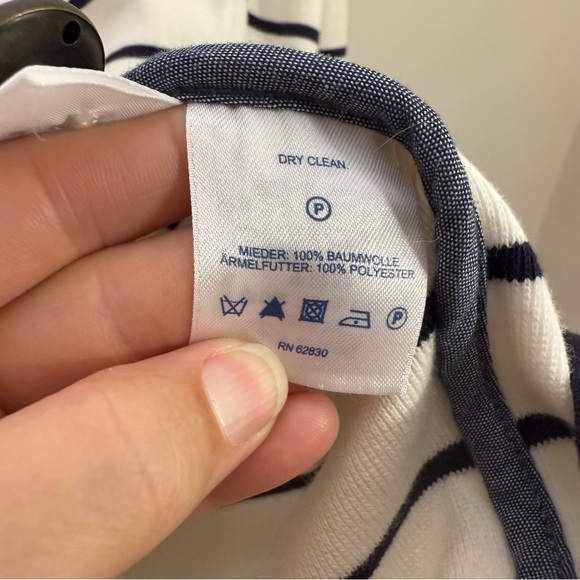 DRY CLEAN.
P
MIEDER: 100% BAUMWOLLE
ÄRMELFUTTER: 100% POLYESTER
P
RN 62830